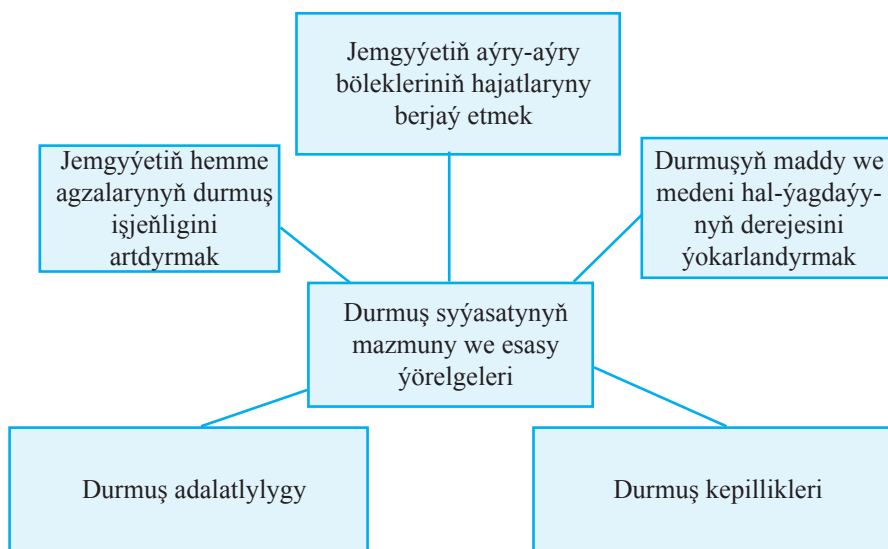 Jemgyýetiň aýry-aýry
bölekleriniň hajatlaryny
berjaý etmek
Jemgyýetiň hemme
agzalarynyň durmuş
işjeňligini
artdyrmak
Durmuşyň maddy we
medeni hal-ýagdaýy-
nyň derejesini
ýokarlandyrmak
Durmuş syýasatynyň
mazmuny we esasy
ýörelgeleri
Durmuş adalatlylygy
Durmuş kepillikleri